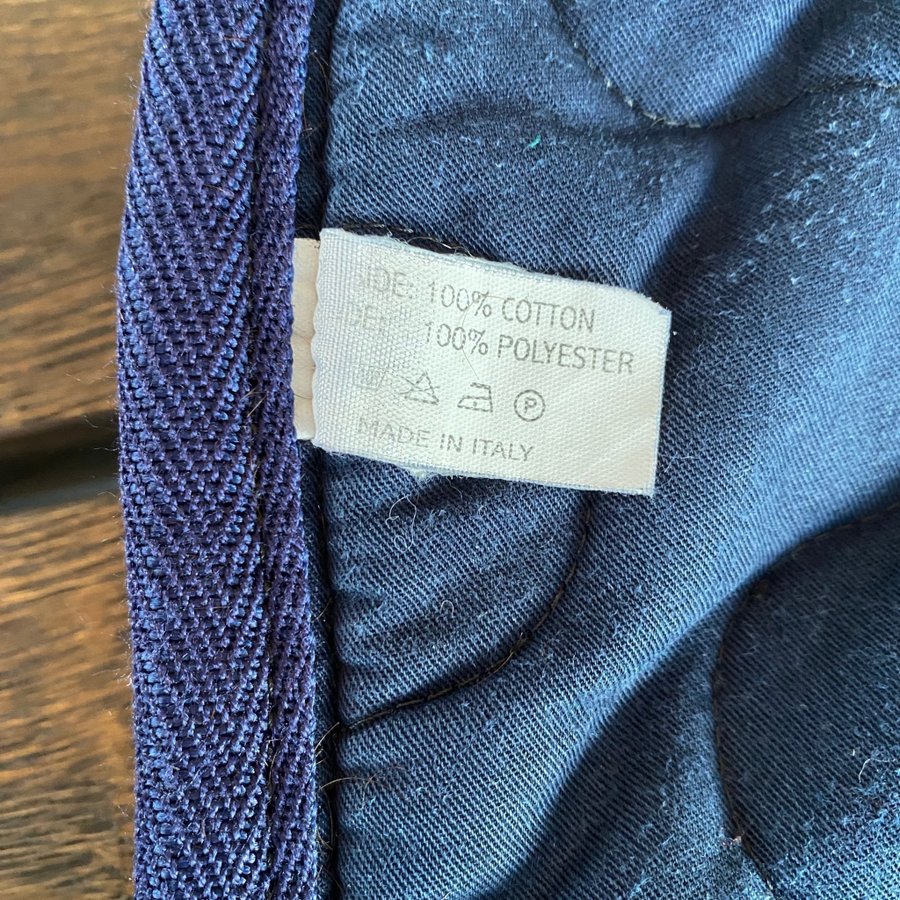 IDE: 100% COTTON
100% POLYESTER
P
MADE IN ITALY